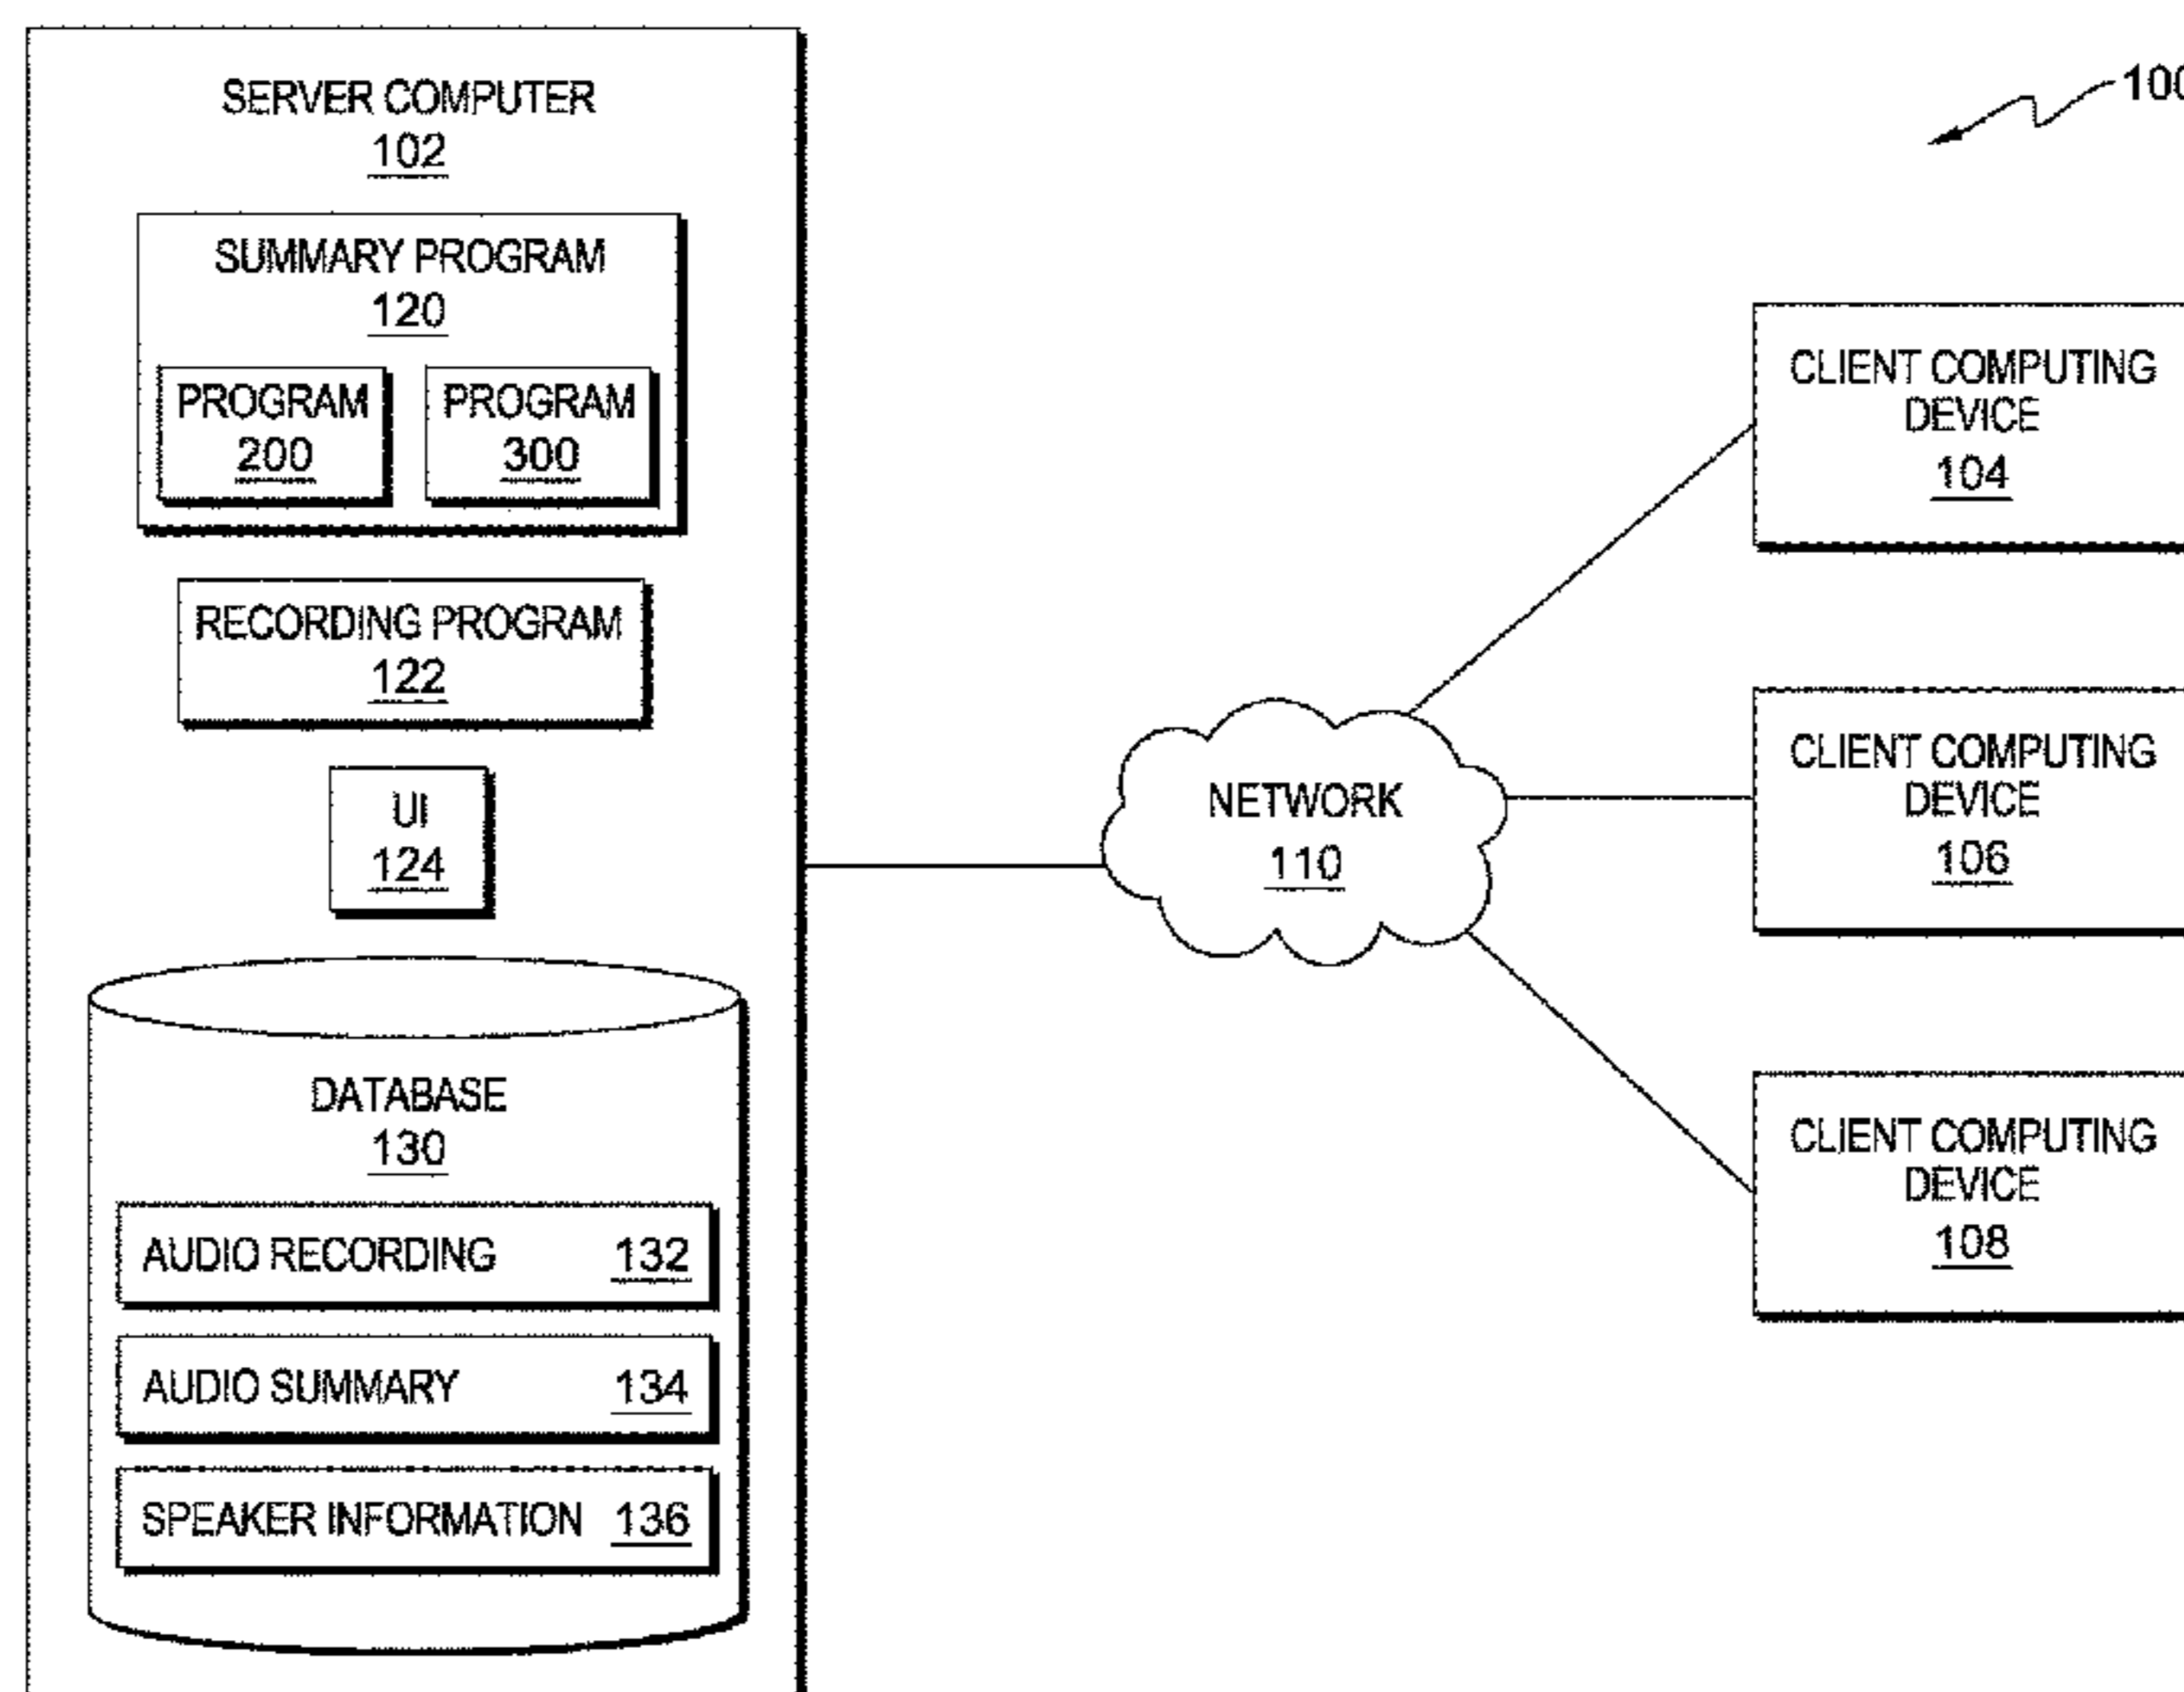 SERVER COMPUTER
102
SUMMARY PROGRAM
120
PROGRAM
200
PROGRAM
300
RECORDING PROGRAM
122
UI
124
DATABASE
130
AUDIO RECORDING 132
AUDIO SUMMARY 134
SPEAKER INFORMATION 136
NETWORK
110
100
CLIENT COMPUTING
DEVICE
104
CLIENT COMPUTING
DEVICE
106
CLIENT COMPUTING
DEVICE
108